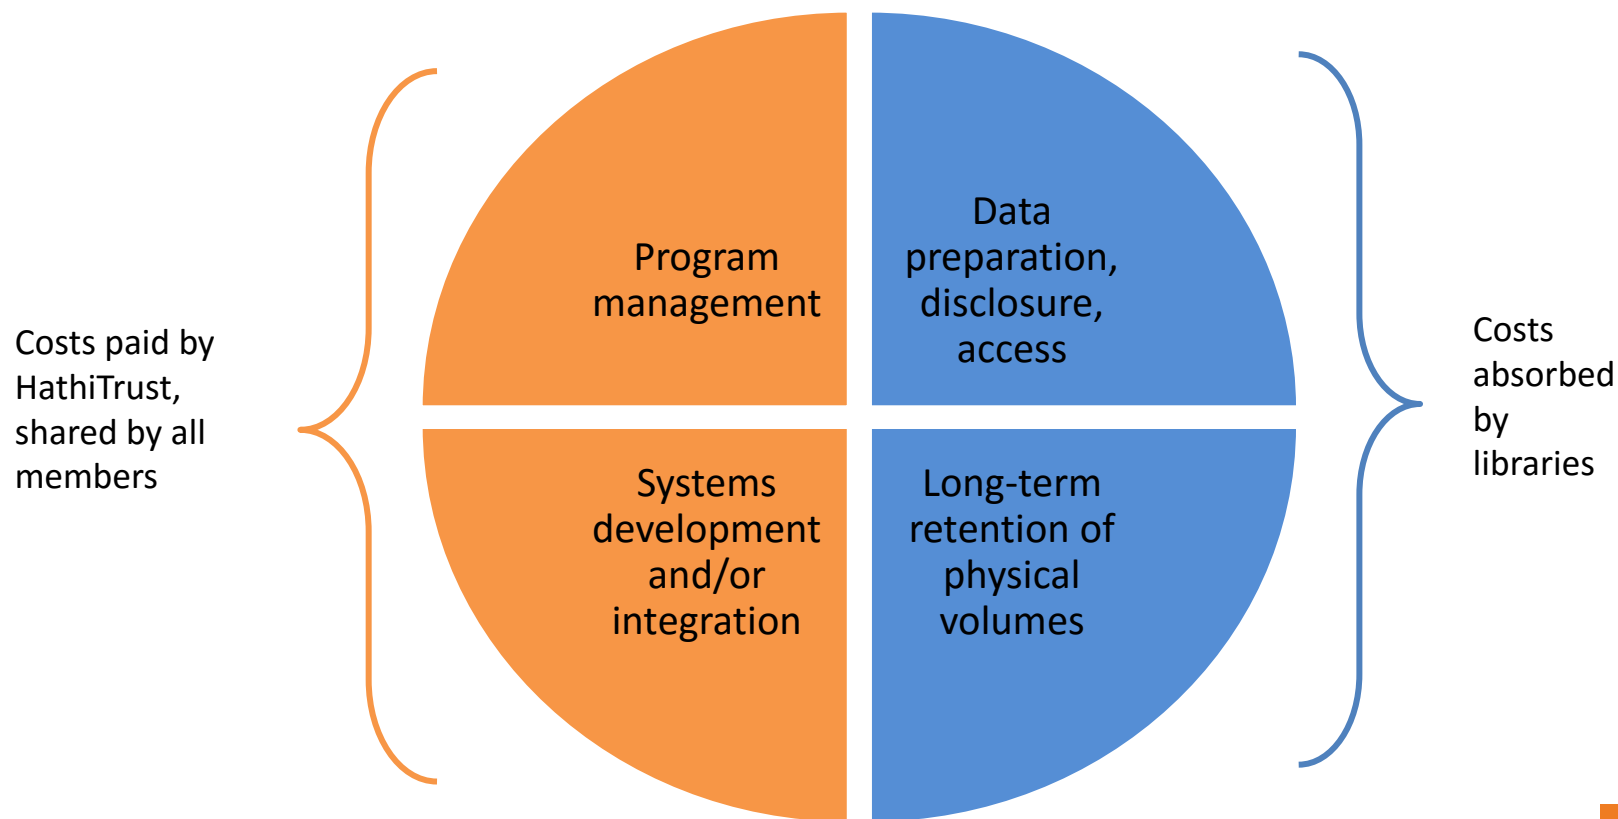 Costs paid by
HathiTrust,
shared by all
members
Program
management
Data
preparation,
disclosure,
access
Systems
development
and/or
integration
Long-term
retention of
physical
volumes
Costs
absorbed
by
libraries